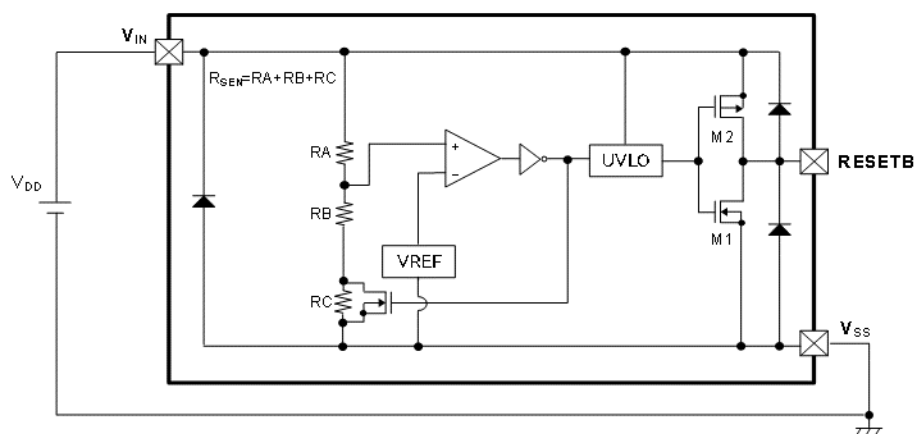 VIN
RSEN=RA+RB+RC
M2
RA
+
UVLO
RESETB
VDD
−
RB
M1
VREF
RC
VSS